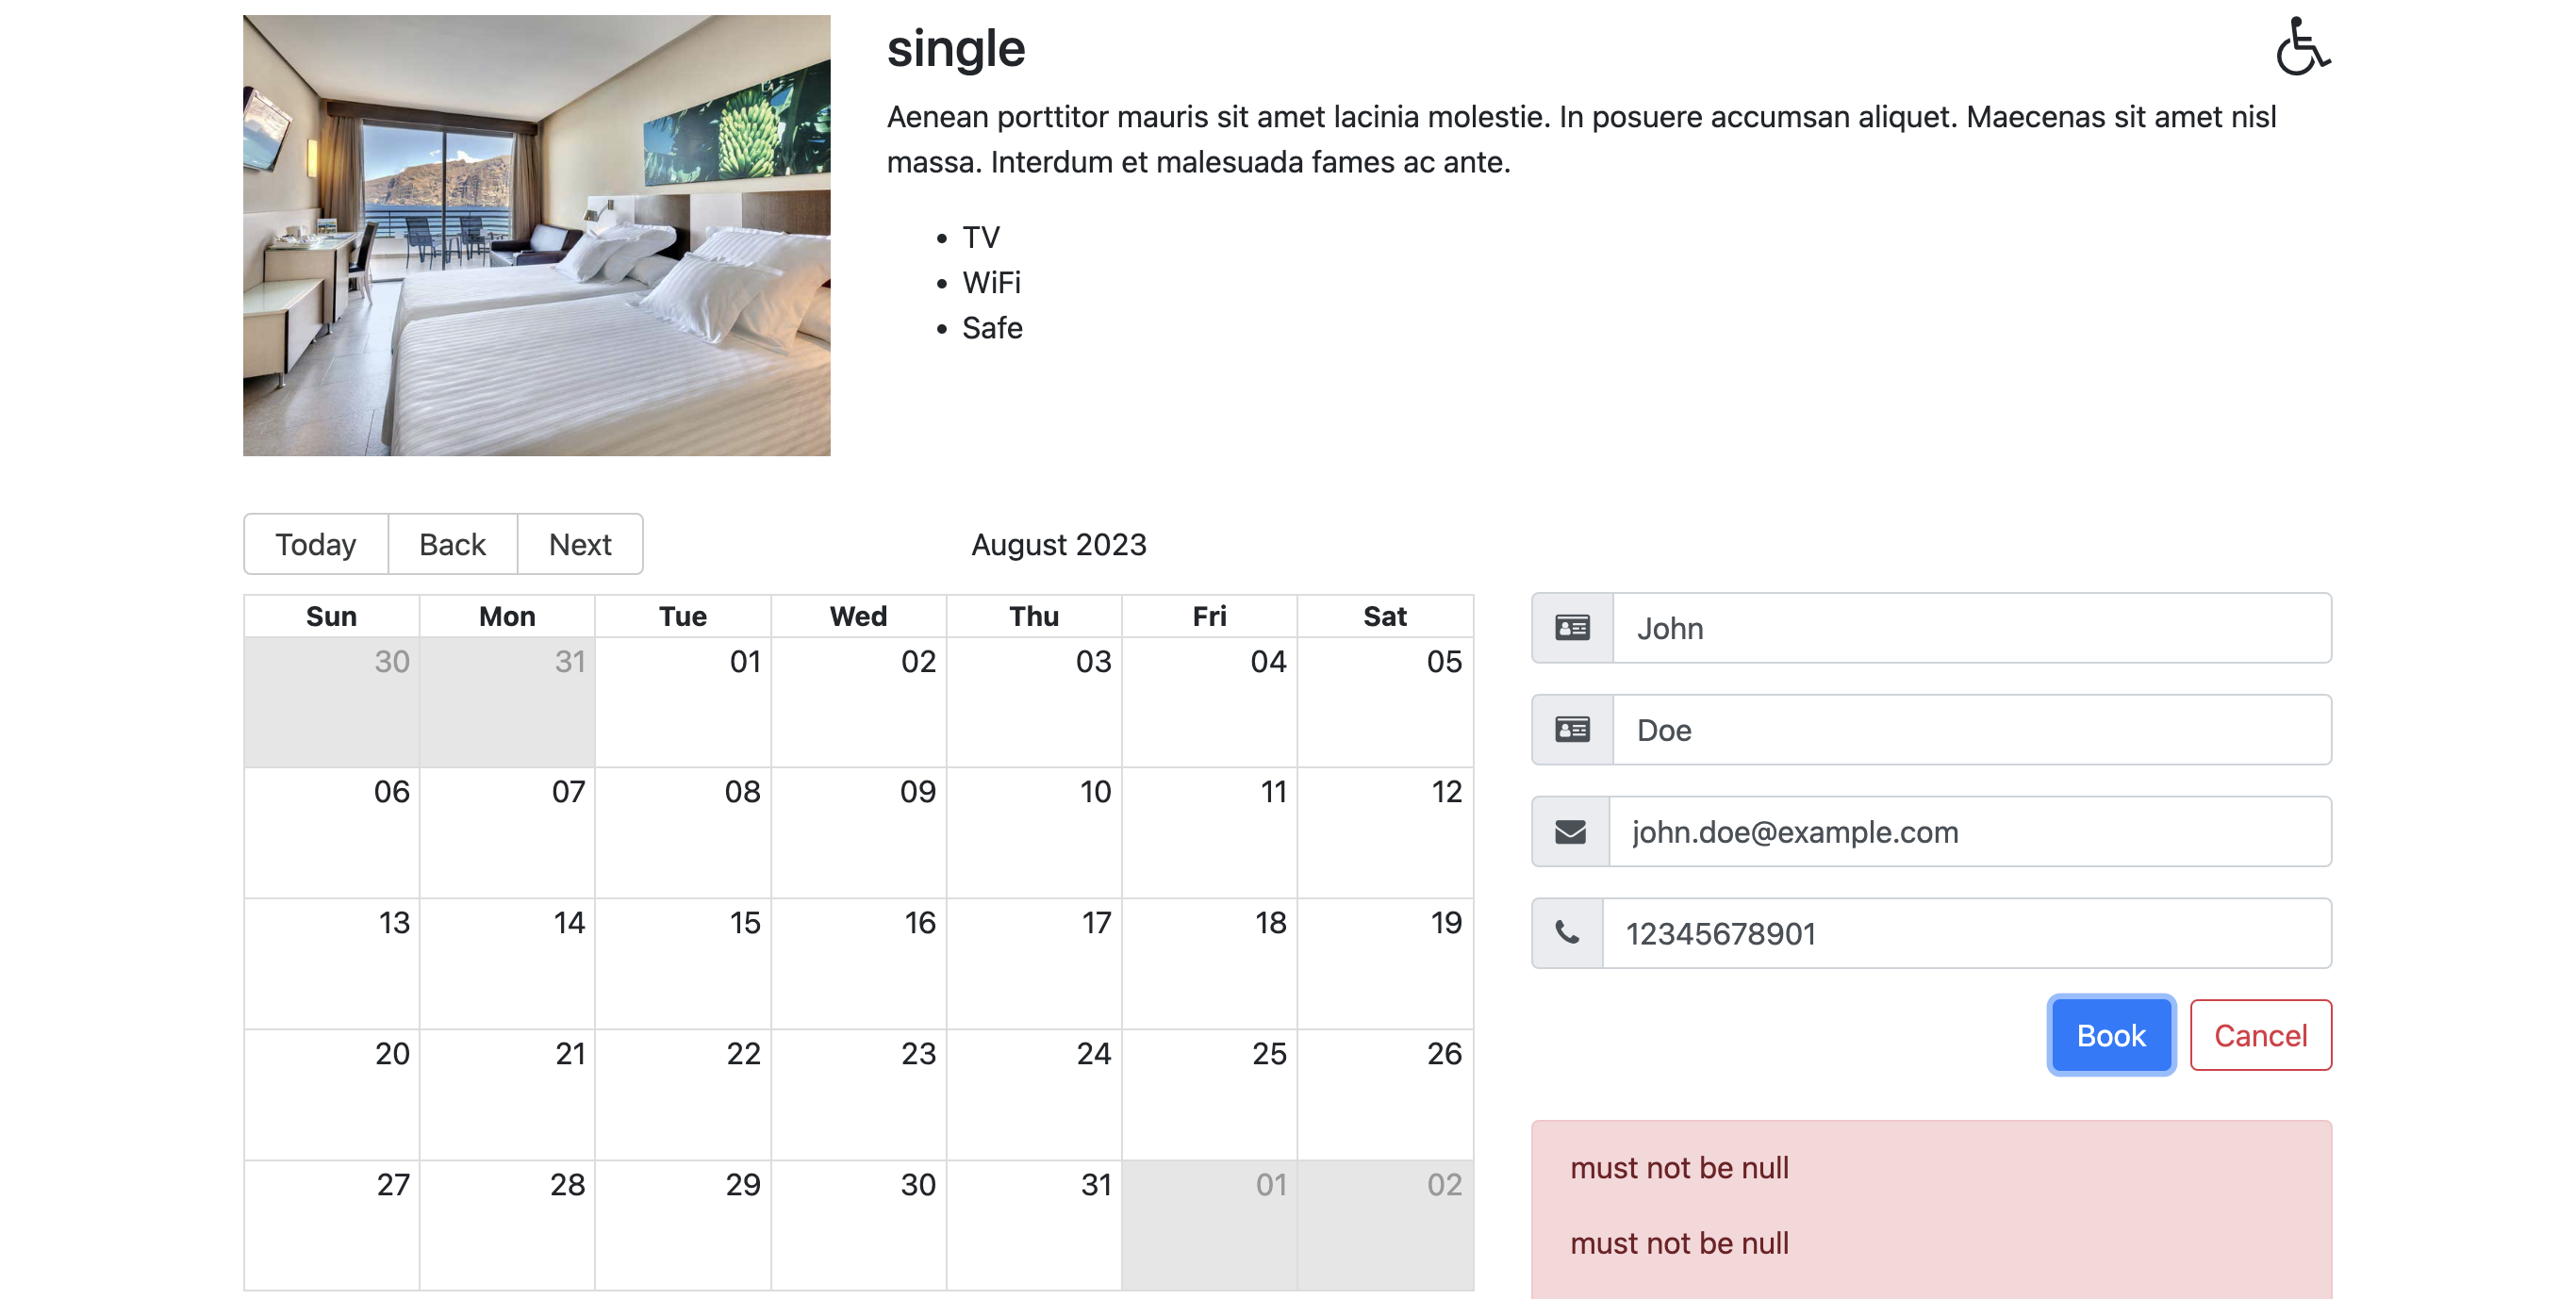 single
Aenean porttitor mauris sit amet lacinia molestie. In posuere accumsan aliquet. Maecenas sit amet nisl
massa. Interdum et malesuada fames ac ante.
TV
WiFi
Safe
Today Back Next
August 2023
Sun Mon Tue Wed Thu Fri Sat
30 31 01 02 03 04 05
06 07 08 09 10 11 12
13 14 15 16 17 18 19
20 21 22 23 24 25 26
27 28 29 30 31 01 02
John
Doe
john.doe@example.com
12345678901
Book Cancel
must not be null
must not be null